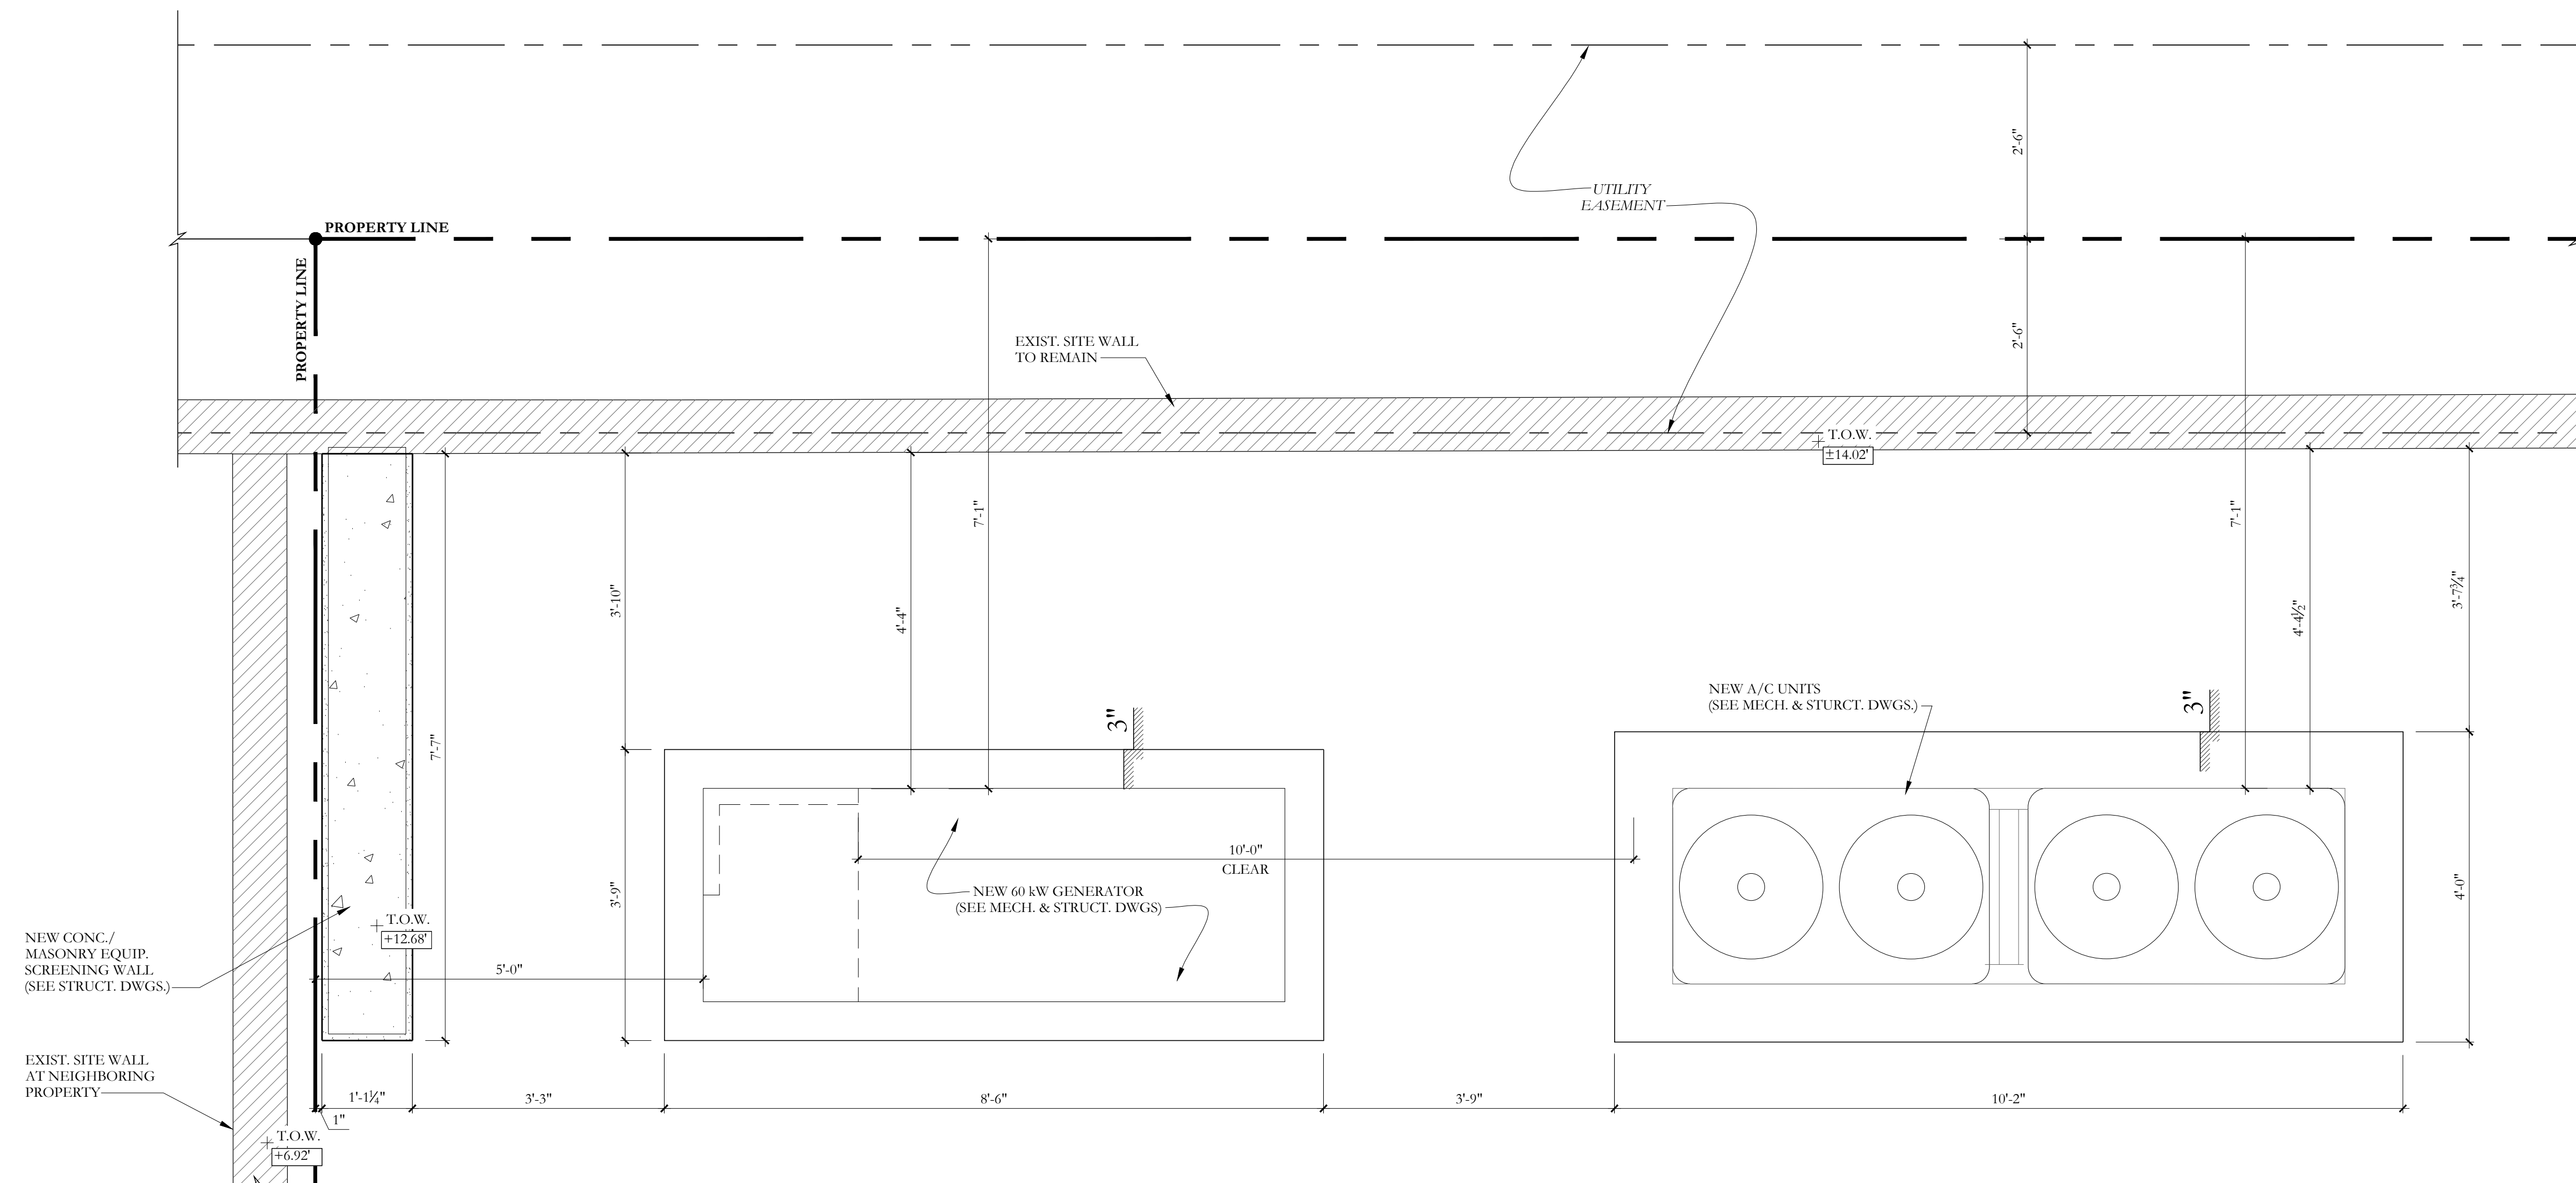 PROPERTY LINE
PROPERTY LINE
2'-6"
UTILITY
EASEMENT
2'-6"
EXIST. SITE WALL
TO REMAIN
T.O.W.
±14.02'
7'-1"
7'-1"
3'-10"
4'-4"
4'-4½"
3'-7¾"
7'-7"
3"
3"
NEW A/C UNITS
(SEE MECH. & STURCT. DWGS.)
10'-0"
CLEAR
NEW 60 kW GENERATOR
(SEE MECH. & STRUCT. DWGS)
3'-9"
4'-0"
T.O.W.
+12.68'
NEW CONC./
MASONRY EQUIP.
SCREENING WALL
(SEE STRUCT. DWGS.)
5'-0"
EXIST. SITE WALL
AT NEIGHBORING
PROPERTY
1'-1¼"
1"
3'-3"
8'-6"
3'-9"
10'-2"
T.O.W.
+6.92'